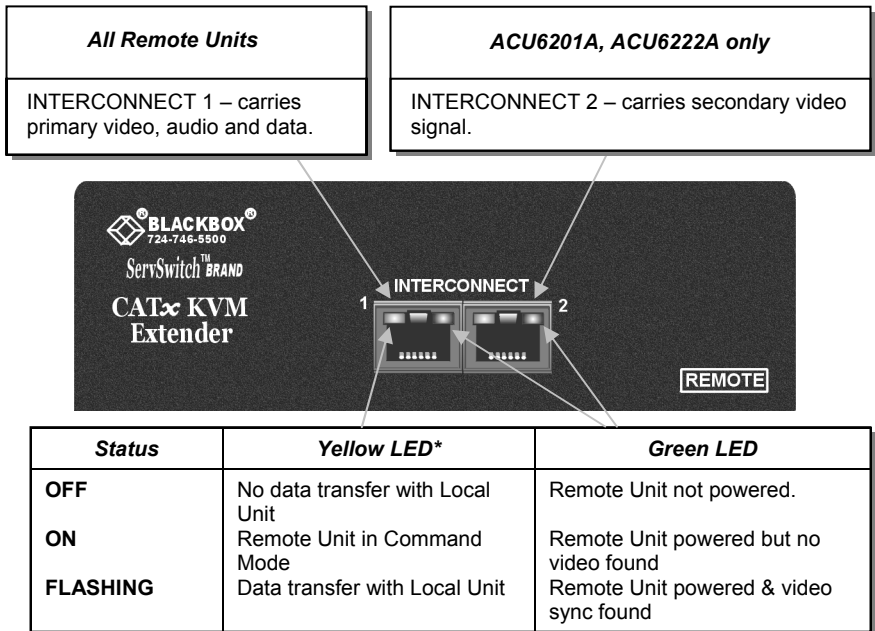 All Remote Units
ACU6201A, ACU6222A only
INTERCONNECT 1 – carries
primary video, audio and data.
INTERCONNECT 2 – carries secondary video
signal.
®BLACKBOX®
724-746-5500
ServSwitch™BRAND
CATx KVM
Extender
INTERCONNECT
1
2
REMOTE
Status
Yellow LED*
Green LED
OFF
No data transfer with Local
Unit
Remote Unit not powered.
ON
Remote Unit in Command
Mode
Remote Unit powered but no
video found
FLASHING
Data transfer with Local Unit
Remote Unit powered & video
sync found